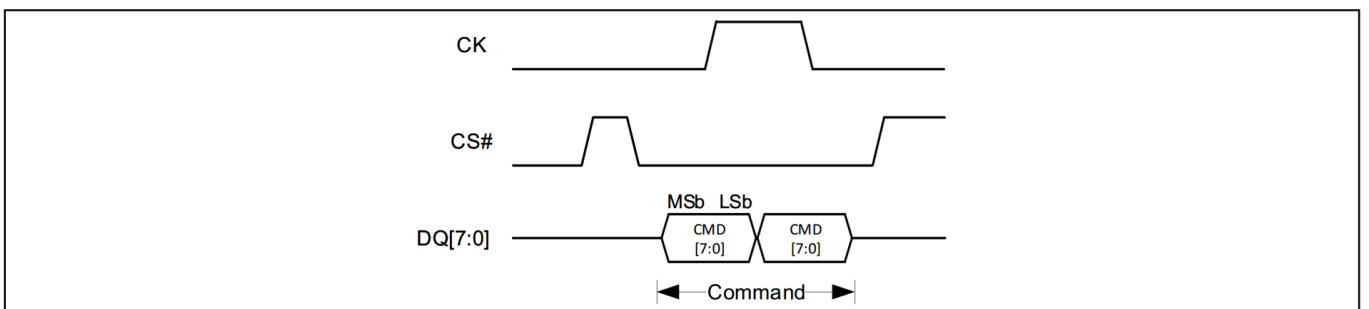 CK
CS#
MSb LSb
DQ[7:0]
CMD
[7:0]
CMD
[7:0]
Command